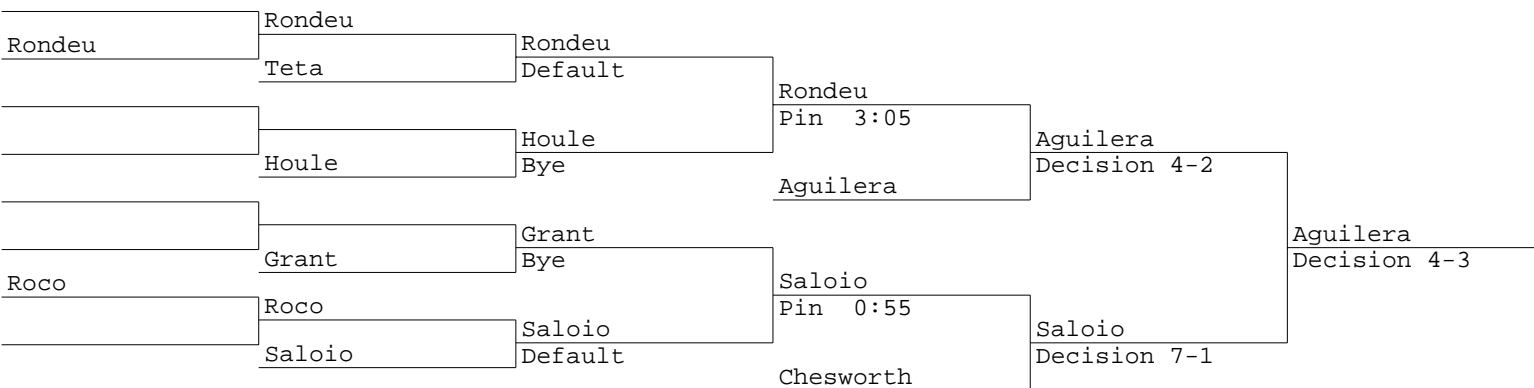 Rondeu
Rondeu
Rondeu
Teta
Default
Rondeu
Pin 3:05
Houle
Aguilera
Houle
Bye
Decision 4-2
Aguilera
Grant
Aguilera
Grant
Bye
Decision 4-3
Roco
Saloio
Roco
Pin 0:55
Saloio
Saloio
Saloio
Default
Decision 7-1
Chesworth